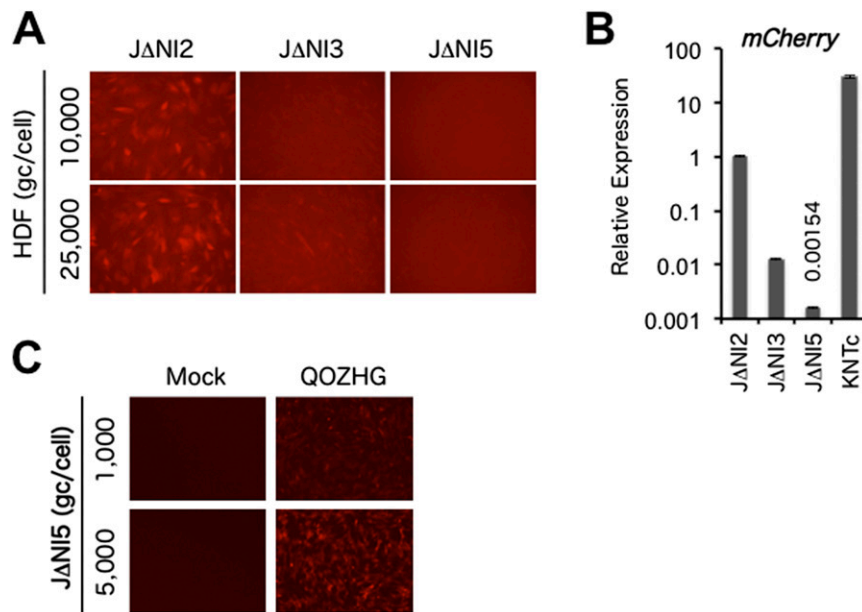 A
JΔNI2 JΔNI3 JΔNI5
HDF (gc/cell)
10,000
25,000
B
mCherry
Relative Expression
100
10
1
0.1
0.01
0.001
0.00154
JΔNI2
JΔNI3
JΔNI5
KNTc
C
Mock QOZHG
JΔNI5 (gc/cell)
1,000
5,000